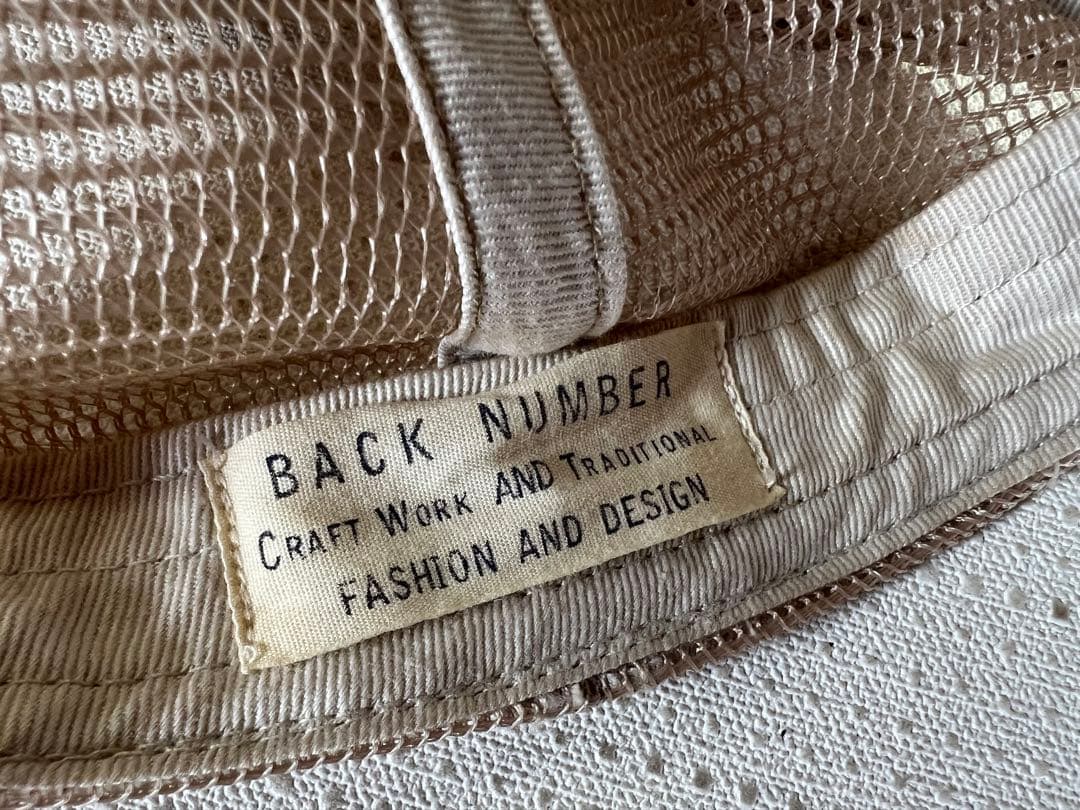 BACK NUMBER
CRAFT WORK AND TRADITIONAL
FASHION AND DESIGN